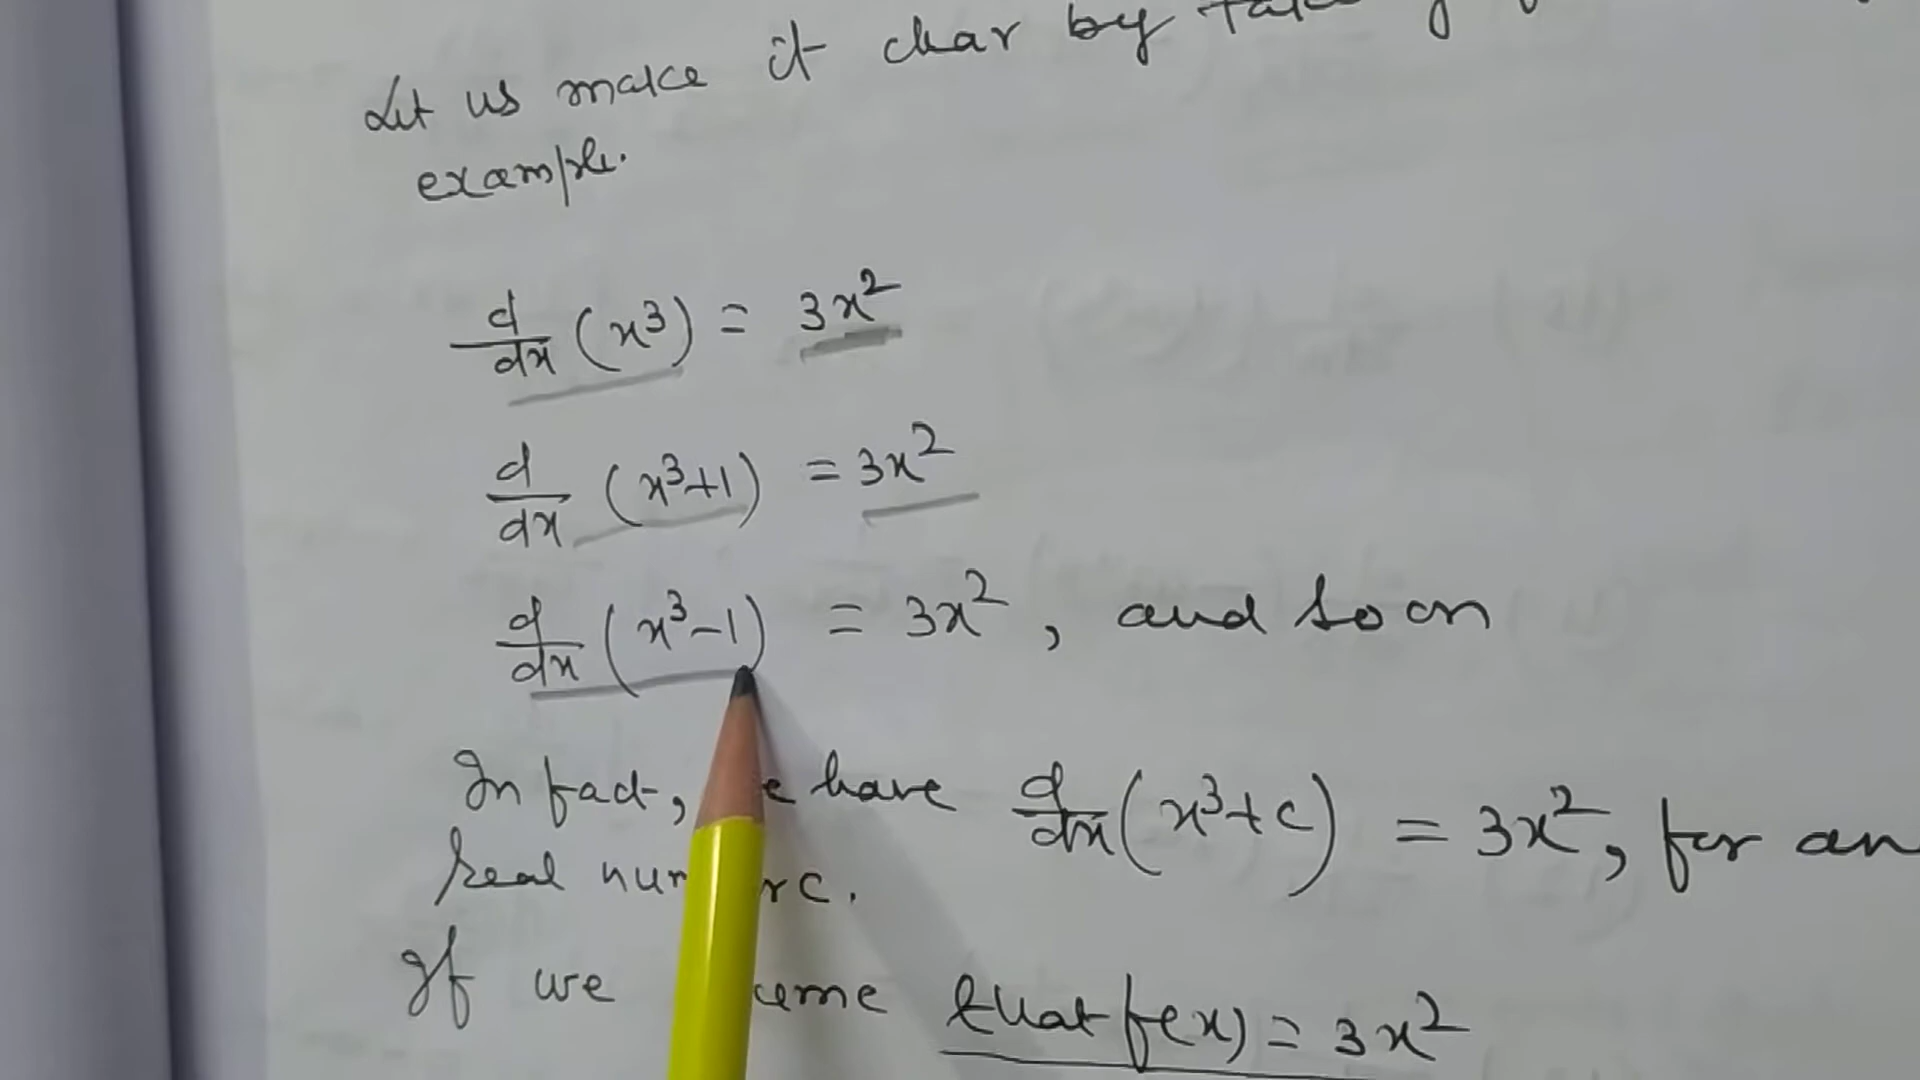 Let us make it clear by
example.
d/dx (x³) = 3x²
d/dx (x³+1) = 3x²
d/dx (x³-1) = 3x², and so on
In fact, have d/dx (x³+c) = 3x², for an
real c.
If we that f(x) = 3x²